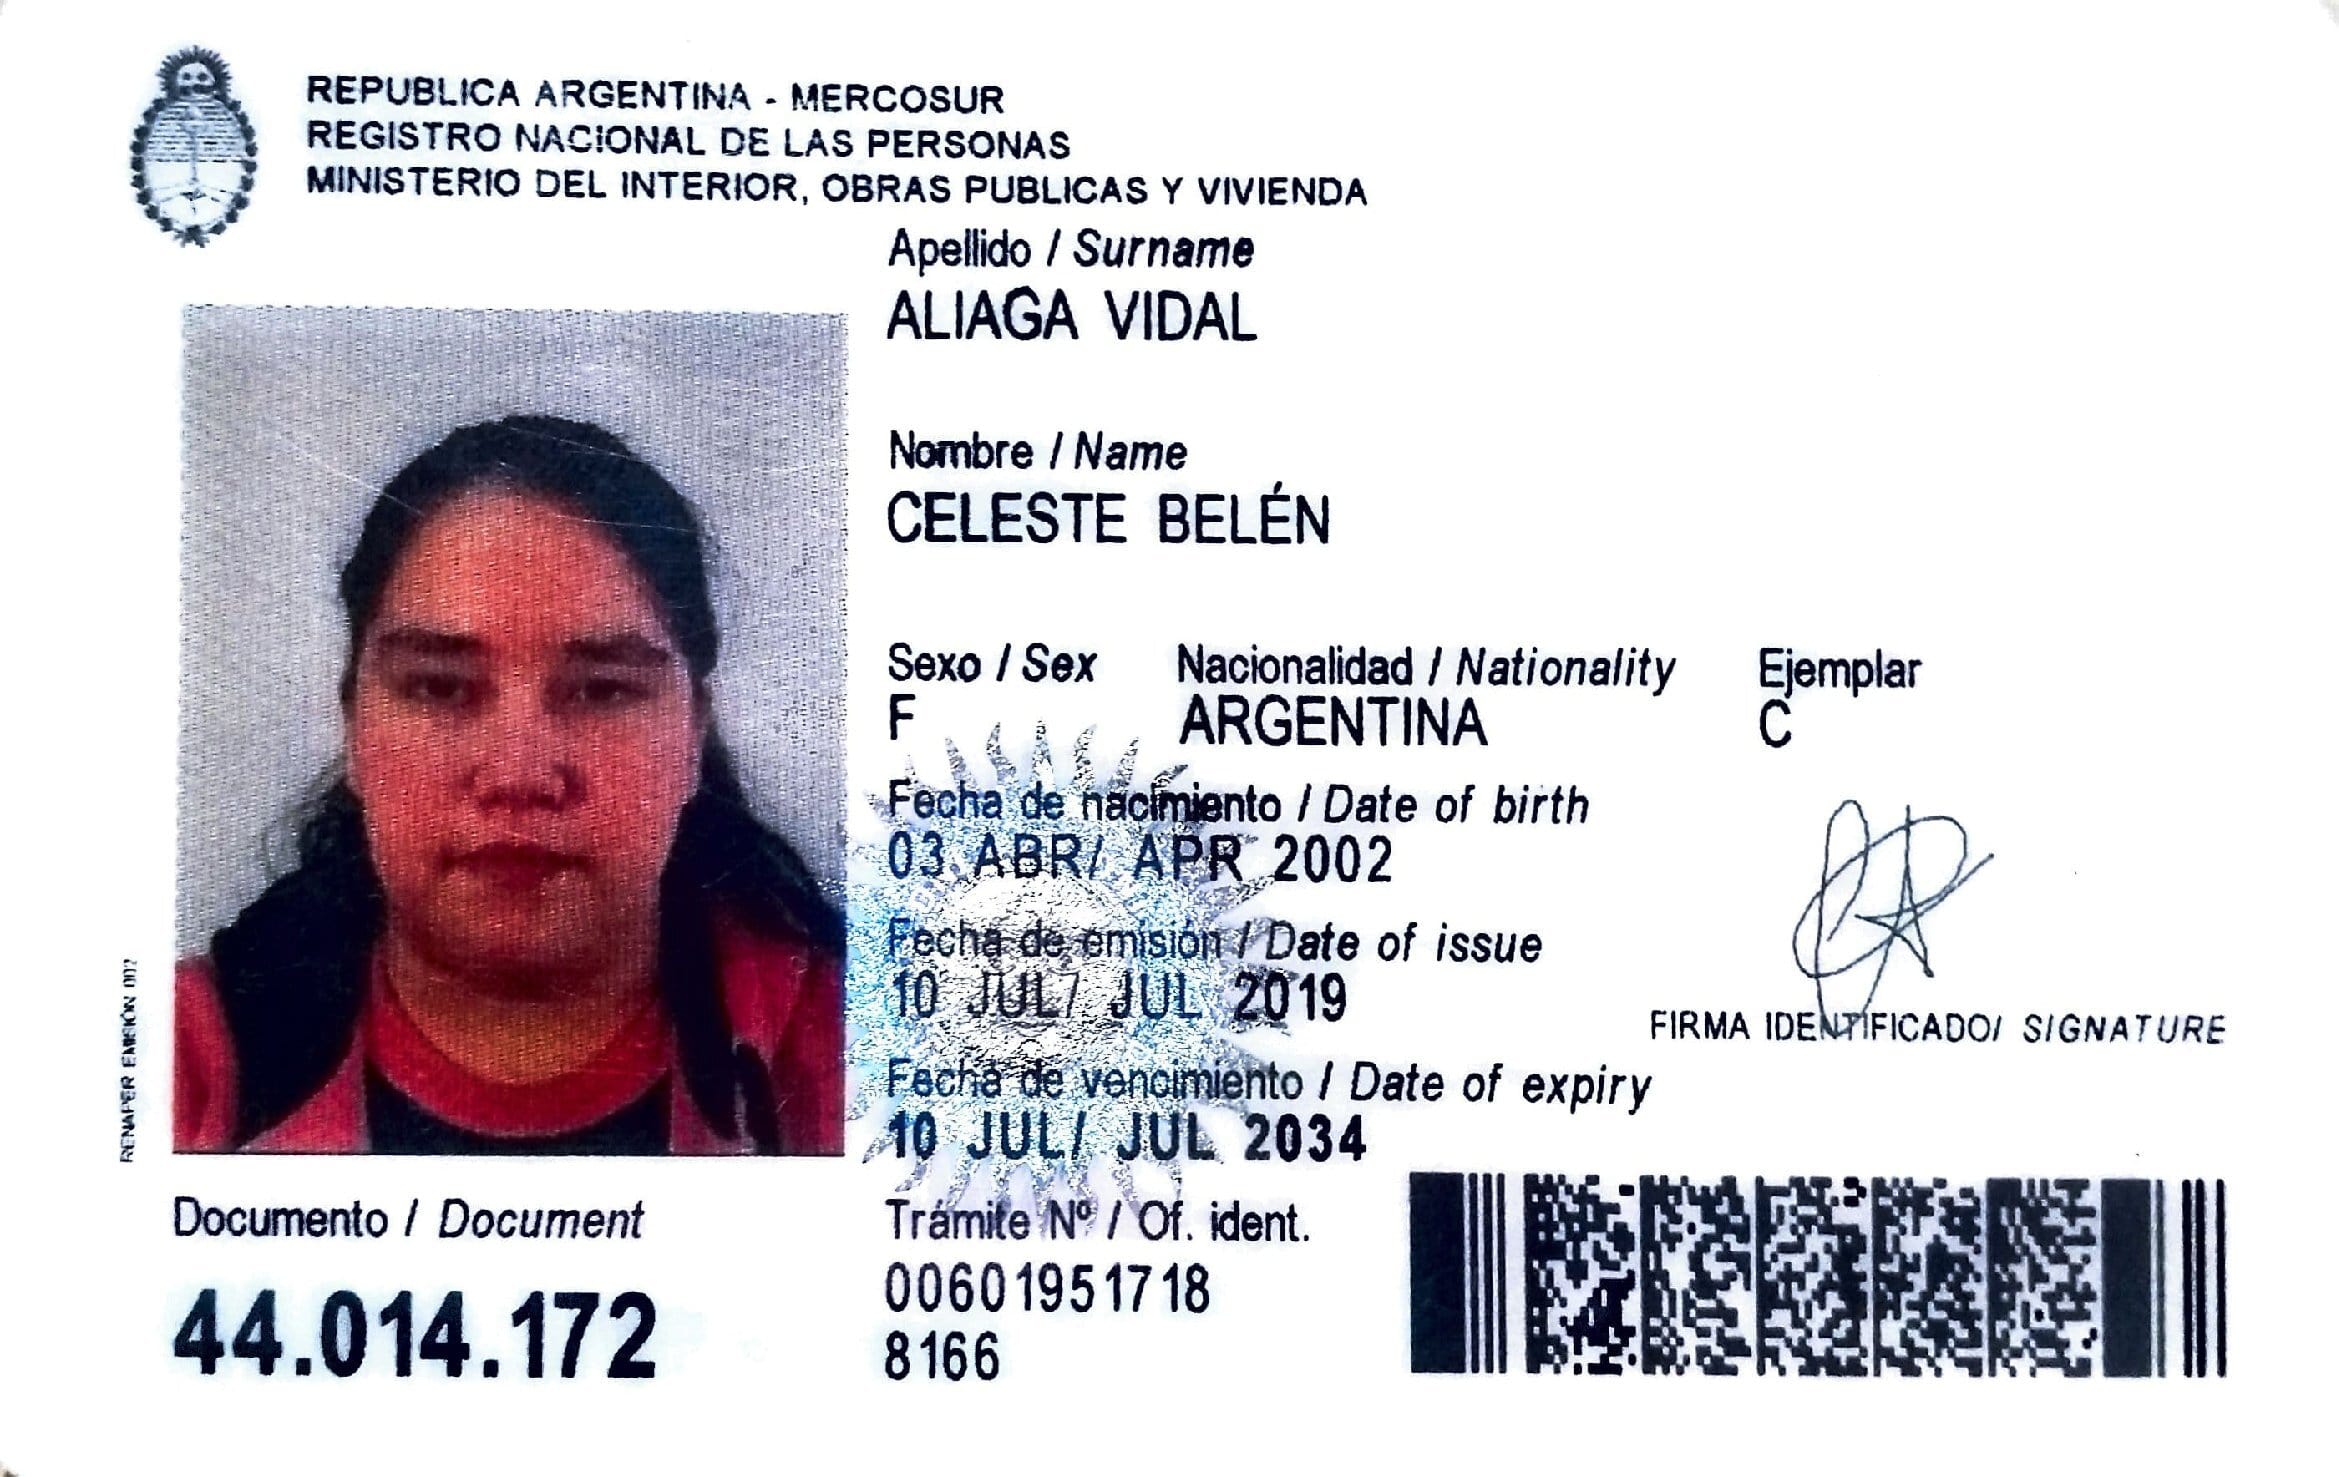 REPUBLICA ARGENTINA - MERCOSUR
REGISTRO NACIONAL DE LAS PERSONAS
MINISTERIO DEL INTERIOR, OBRAS PUBLICAS Y VIVIENDA
Apellido / Surname
ALIAGA VIDAL
Nombre / Name
CELESTE BELÉN
Sexo / Sex Nacionalidad / Nationality Ejemplar
F ARGENTINA C
Fecha de nacimiento / Date of birth
03 ABR/ APR 2002
Fecha de emisión / Date of issue
10 JUL/ JUL 2019
FIRMA IDENTIFICADO/ SIGNATURE
Fecha de vencimiento / Date of expiry
10 JUL/ JUL 2034
RENAPER EMISIÓN 002
Documento / Document
44.014.172
Trámite Nº / Of. ident.
00601951718
8166